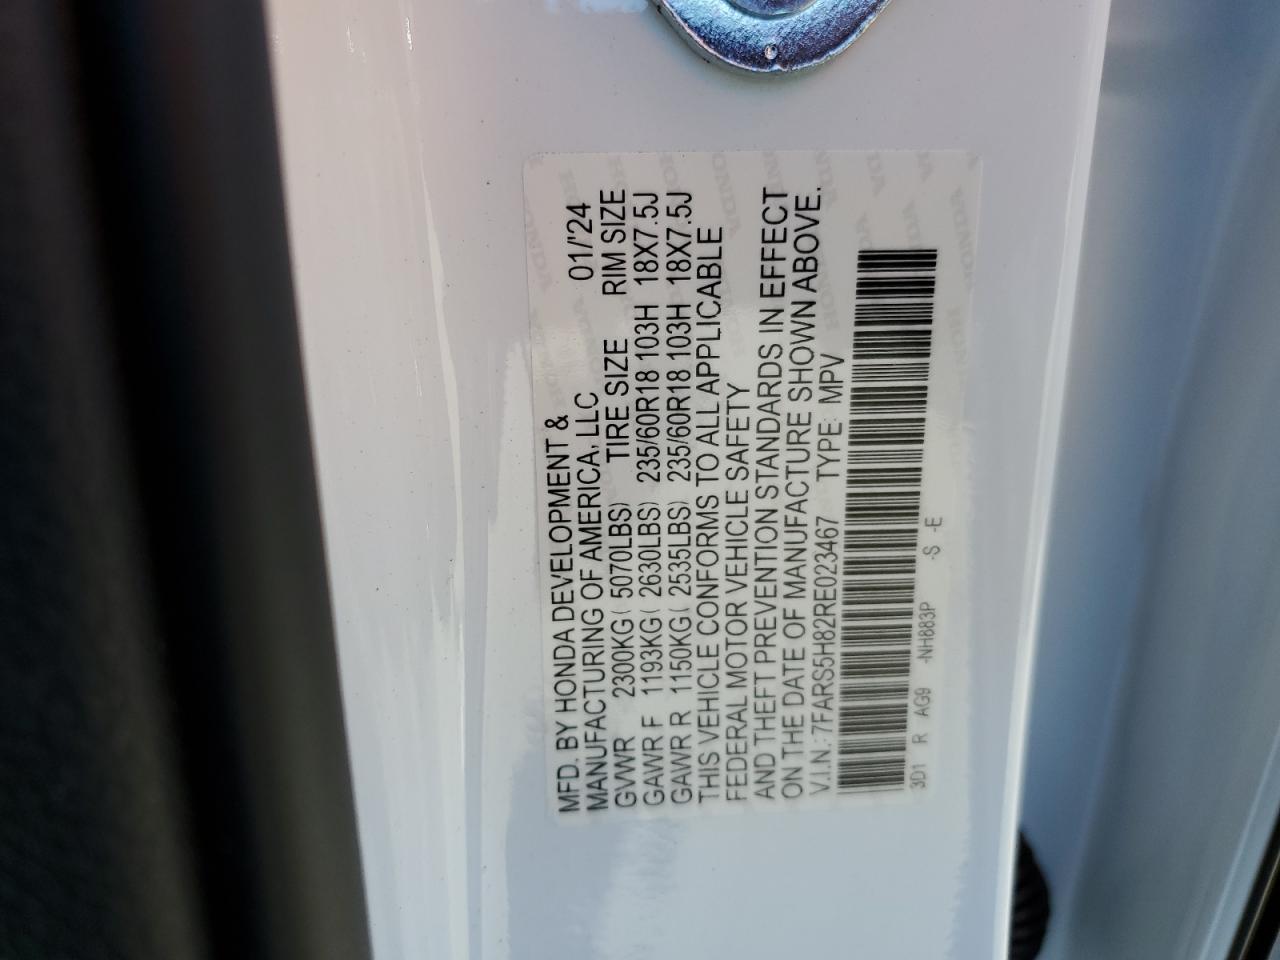 MFD. BY HONDA DEVELOPMENT &
MANUFACTURING OF AMERICA, LLC 01/'24
GVWR 2300KG( 5070LBS) TIRE SIZE RIM SIZE
GAWR F 1193KG( 2630LBS) 235/60R18 103H 18X7.5J
GAWR R 1150KG( 2535LBS) 235/60R18 103H 18X7.5J
THIS VEHICLE CONFORMS TO ALL APPLICABLE
FEDERAL MOTOR VEHICLE SAFETY
AND THEFT PREVENTION STANDARDS IN EFFECT
ON THE DATE OF MANUFACTURE SHOWN ABOVE.
V.I.N.: 7FARS5H82RE023467 TYPE: MPV
3D1 R AG9 -NH883P -S -E